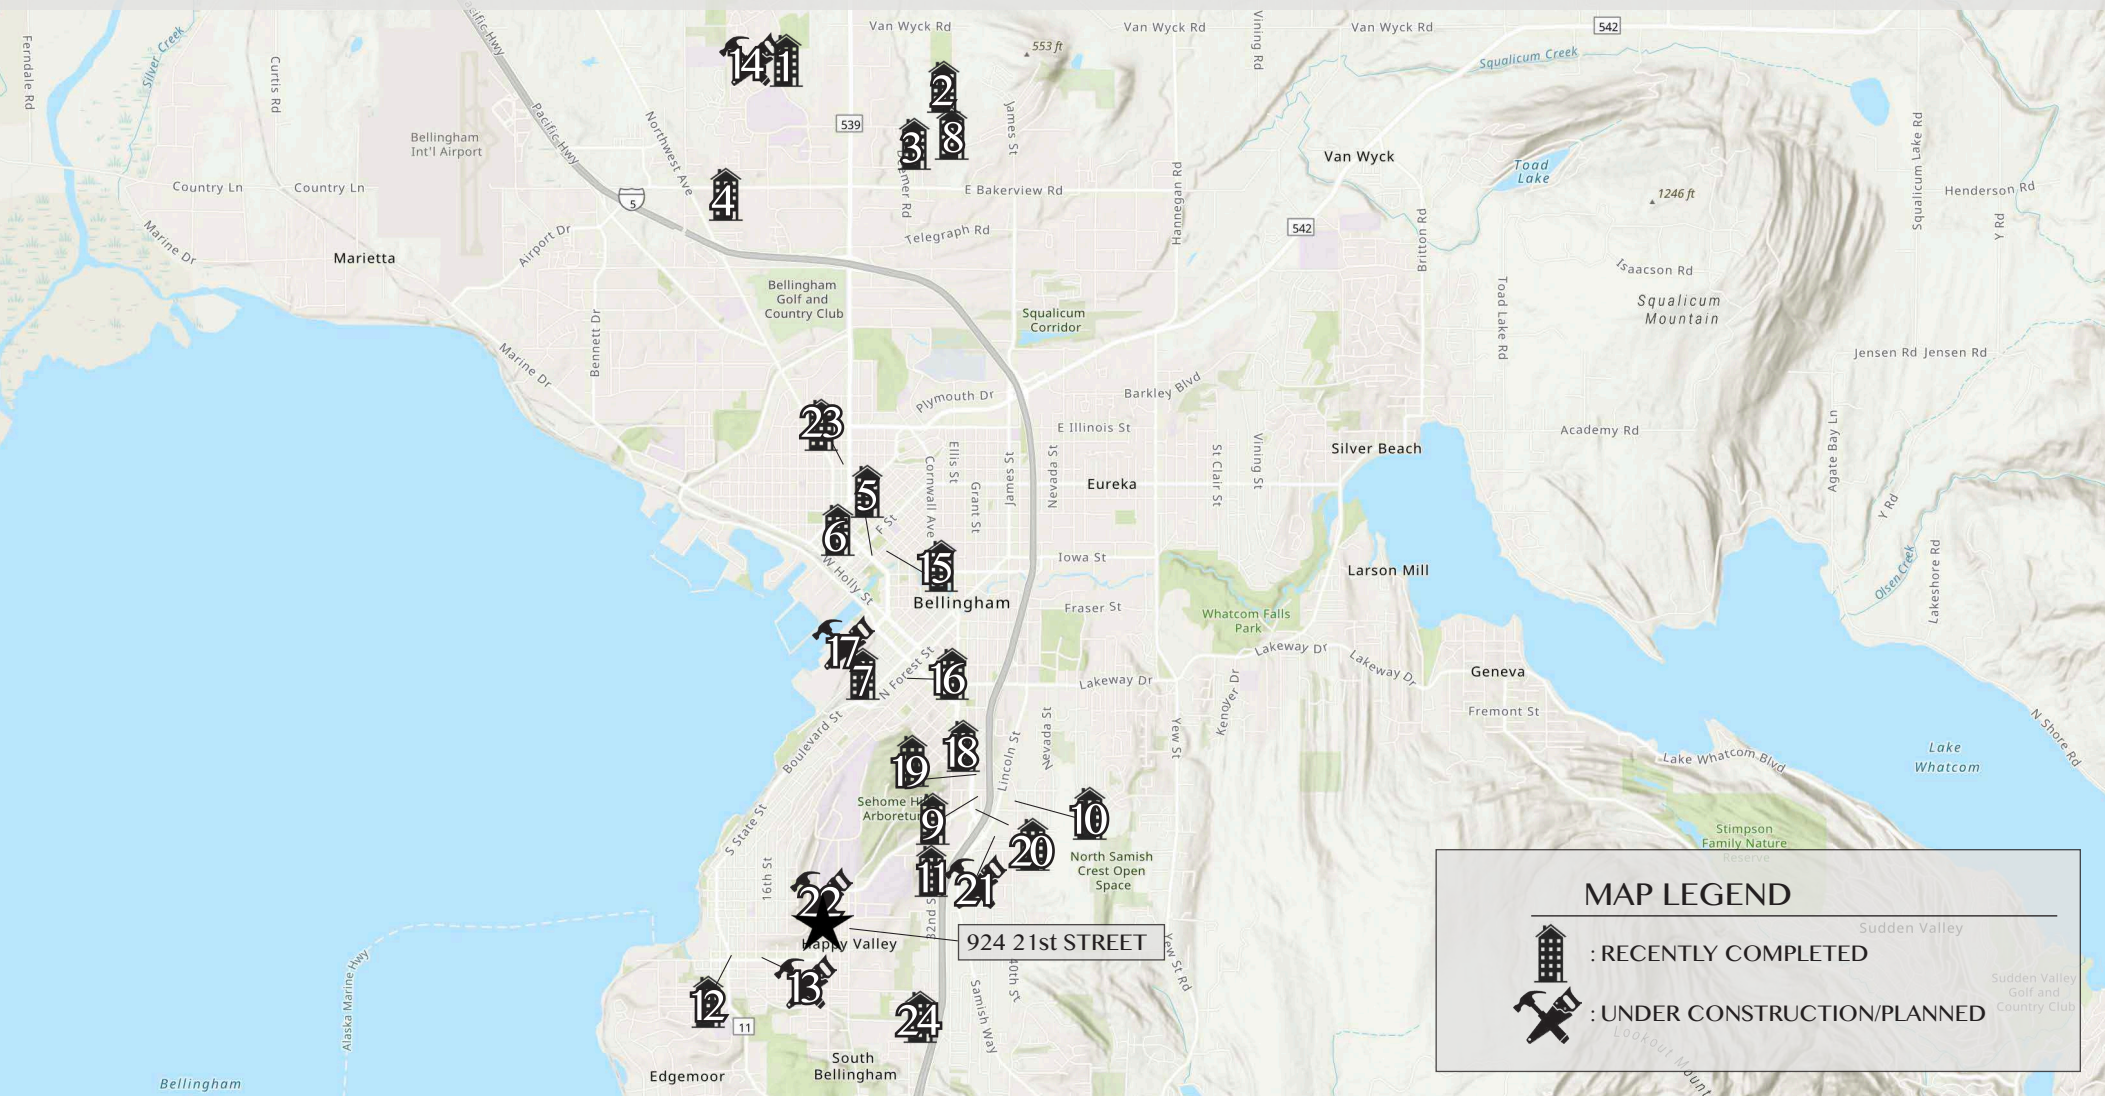 Van Wyck Rd
Van Wyck Rd
Van Wyck Rd
542
Ferndale Rd
Silver Creek
Curtis Rd
Pacific Hwy
Vining Rd
553 ft
Squalicum Creek
14
1
2
Bellingham
Int'l Airport
Pacific Hwy
Northwest Ave
539
3
8
James St
Van Wyck
Toad
Lake
Squalicum Lake Rd
Country Ln
Country Ln
5
4
Deemer Rd
E Bakerview Rd
Hannegan Rd
1246 ft
Henderson Rd
Y Rd
Marine Dr
Airport Dr
Telegraph Rd
542
Britton Rd
Marietta
Isaacson Rd
Bellingham
Golf and
Country Club
Squalicum
Corridor
Toad Lake Rd
Squalicum
Mountain
Bennett Dr
Marine Dr
Jensen Rd
Jensen Rd
Plymouth Dr
Barkley Blvd
23
E Illinois St
Academy Rd
Agate Bay Ln
Ellis St
Cornwall Ave
Grant St
James St
Nevada St
St Clair St
Vining St
Silver Beach
5
Eureka
Y Rd
6
F St
15
Iowa St
W Holly St
Larson Mill
Olsen Creek
Lakeshore Rd
Bellingham
Fraser St
Whatcom Falls
Park
17
7
N Forest St
16
Lakeway Dr
Lakeway Dr
Lakeway Dr
Geneva
Kenoyer Dr
Fremont St
Boulevard St
Nevada St
Yew St
N Shore Rd
18
19
Lincoln St
Lake Whatcom Blvd
Lake
Whatcom
Sehome Hill
Arboretum
9
10
S State St
20
Stimpson
Family Nature
Reserve
16th St
11
21
North Samish
Crest Open
Space
22
32nd St
Happy Valley
924 21st STREET
MAP LEGEND
Sudden Valley
: RECENTLY COMPLETED
Alaska Marine Hwy
13
12
40th St
Samish Way
Yew St Rd
Sudden Valley
Golf and
Country Club
: UNDER CONSTRUCTION/PLANNED
11
24
South
Bellingham
Edgemoor
Bellingham